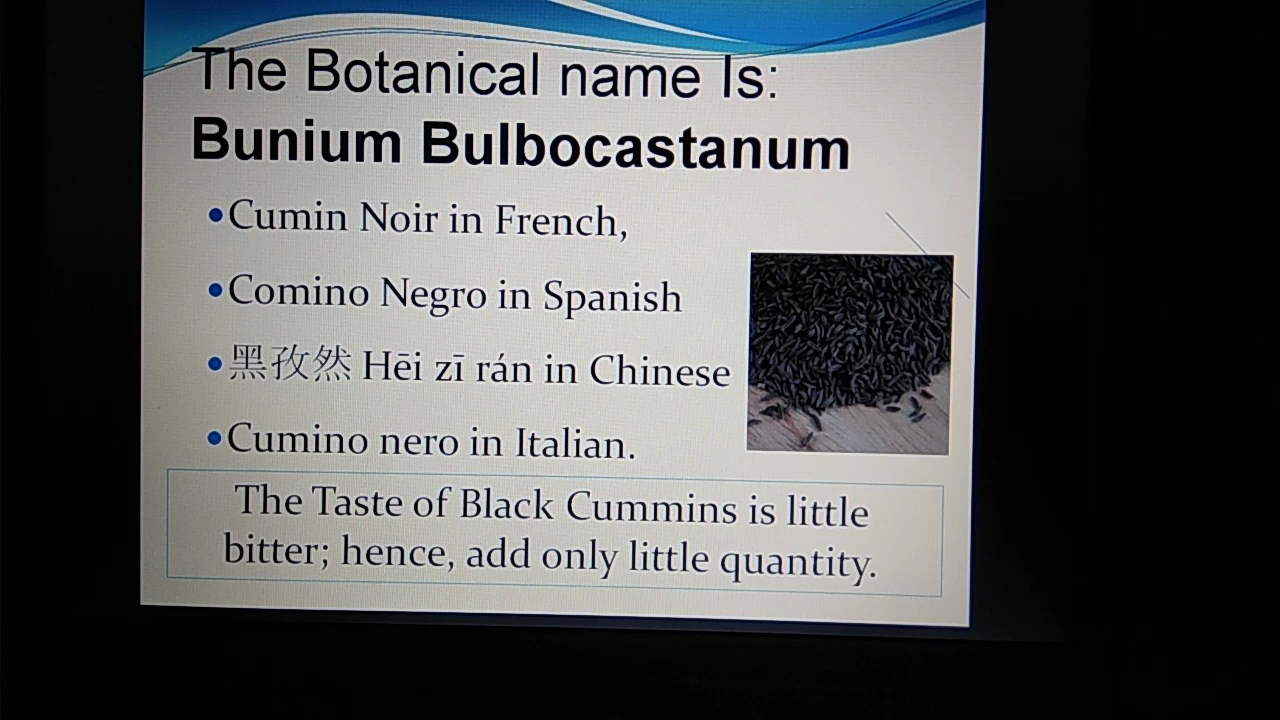 The Botanical name Is:
Bunium Bulbocastanum
•Cumin Noir in French,
•Comino Negro in Spanish
•黑孜然 Hēi zī rán in Chinese
•Cumino nero in Italian.
The Taste of Black Cummins is little
bitter; hence, add only little quantity.